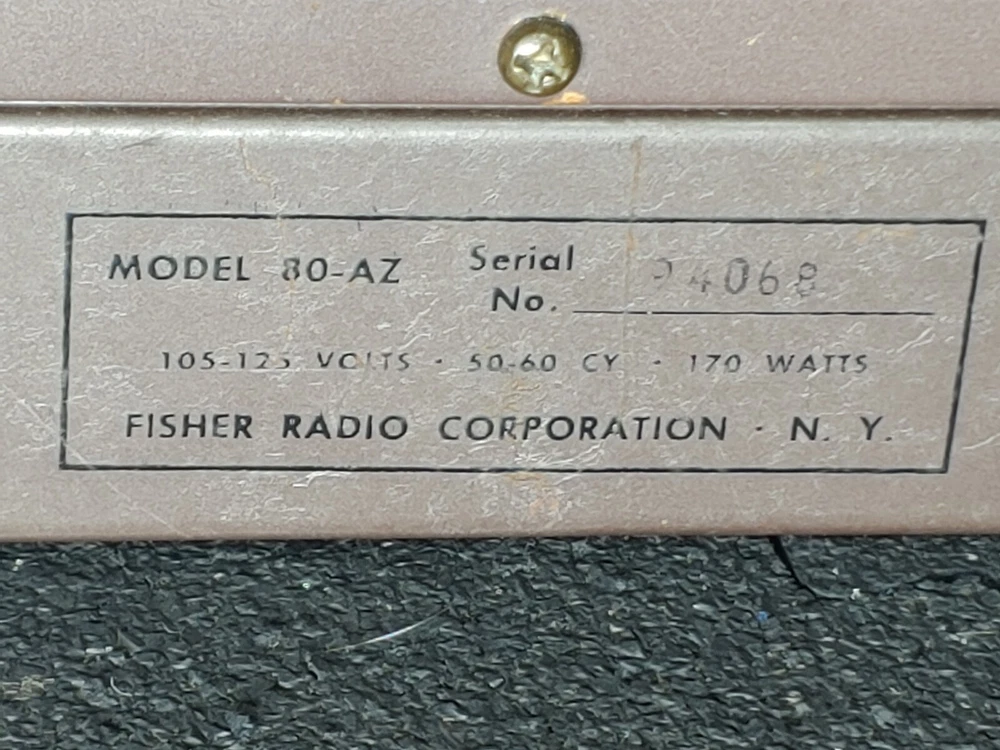 MODEL 80-AZ Serial No.
105-125 VOLTS · 50-60 CY · 170 WATTS
FISHER RADIO CORPORATION · N. Y.